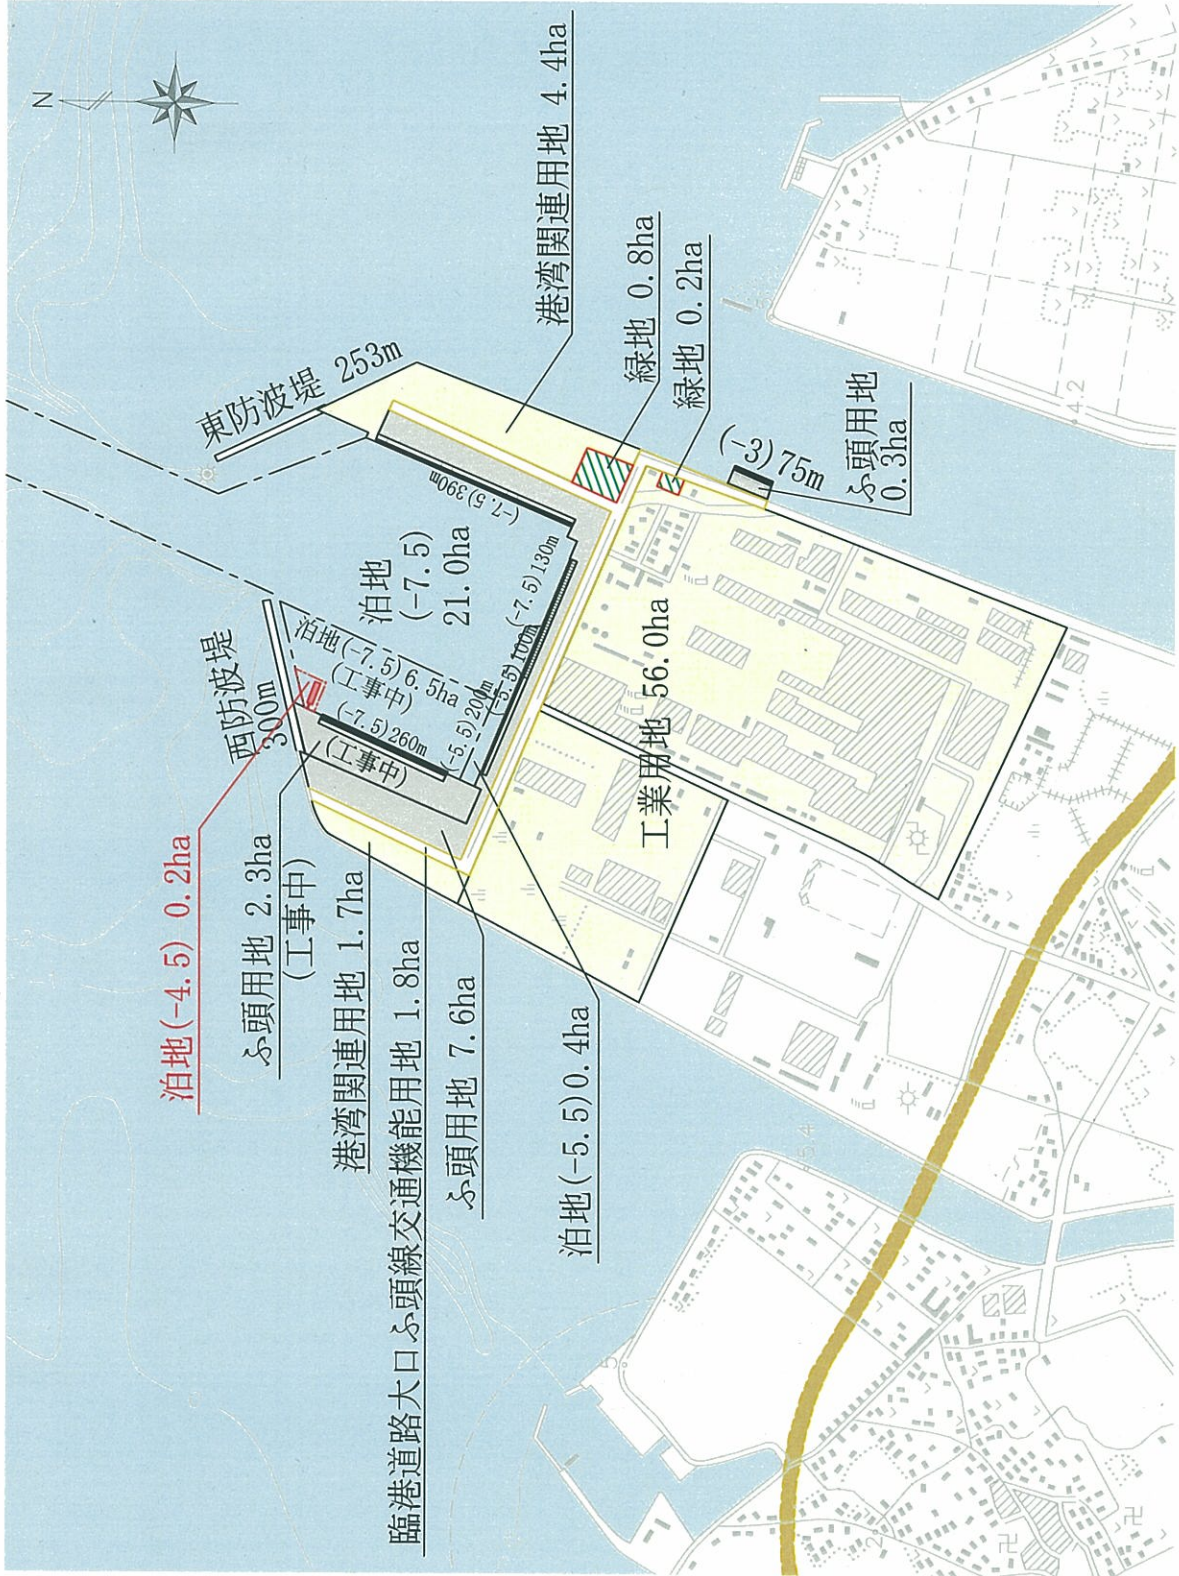 N
港湾関連用地 4.4ha
緑地 0.8ha
緑地 0.2ha
東防波堤 253m
(-3)75m
ふ頭用地
0.3ha
(-7.5)390m
泊地
(-7.5)
21.0ha
(-7.5)130m
(-5.5)100m
泊地(-7.5)6.5ha
(工事中)
(-5.5)200m
西防波堤
300m
(-7.5)260m
(工事中)
工業用地 56.0ha
泊地(-4.5) 0.2ha
ふ頭用地 2.3ha
(工事中)
港湾関連用地 1.7ha
臨港道路大口ふ頭線交通機能用地 1.8ha
ふ頭用地 7.6ha
泊地(-5.5)0.4ha
4.2
5.4
5
2